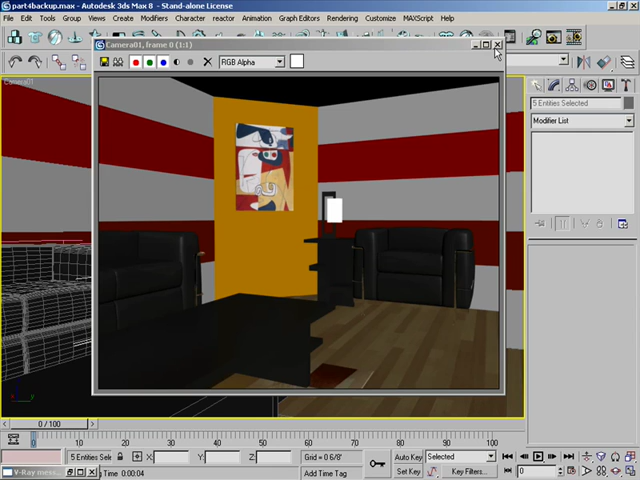 part4backup.max - Autodesk 3ds Max 8 - Stand-alone License
File Edit Tools Group Views Create Modifiers Character reactor Animation Graph Editors Rendering Customize MAXScript Help
Camera01, frame 0 (1:1)
RGB Alpha
Camera01
5 Entities Selected
Modifier List
0 / 100
0 10 20 30 40 50 60 70 80 90 100
5 Entities Sele X: Y: Z: Grid = 0 6/8" Auto Key Selected
V-Ray mess... Time 0:00:04 Add Time Tag Set Key Key Filters... 0